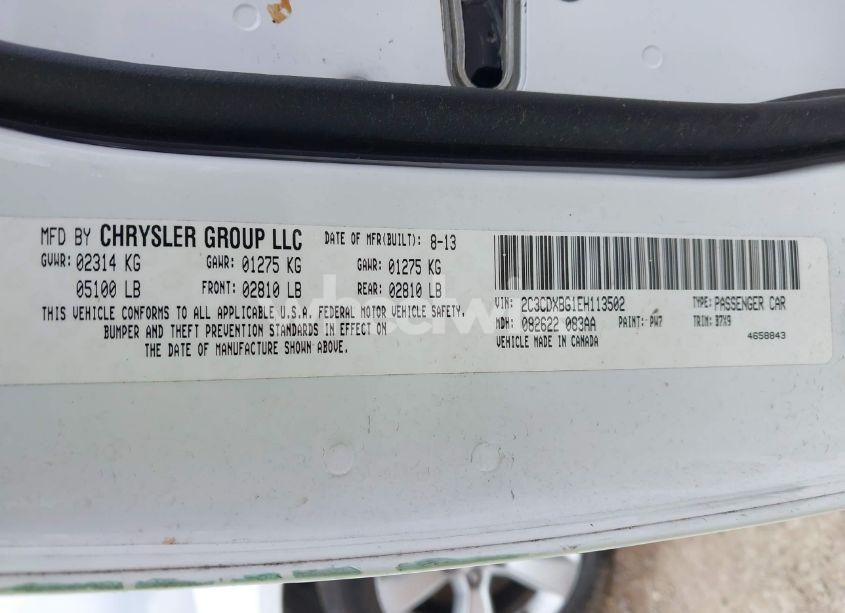 MFD BY CHRYSLER GROUP LLC DATE OF MFR(BUILT): 8-13
GVWR: 02314 KG GAWR: 01275 KG GAWR: 01275 KG
05100 LB FRONT: 02810 LB REAR: 02810 LB
THIS VEHICLE CONFORMS TO ALL APPLICABLE U.S.A. FEDERAL MOTOR VEHICLE SAFETY,
BUMPER AND THEFT PREVENTION STANDARDS IN EFFECT ON
THE DATE OF MANUFACTURE SHOWN ABOVE.
VIN: 2C3CDXBG1EH113502 TYPE: PASSENGER CAR
MDH: 082622 083AA PAINT: PW7 TRIM: B7X9
VEHICLE MADE IN CANADA 4658843